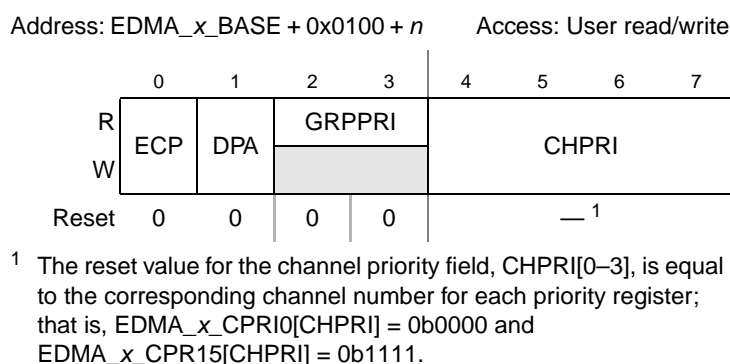 Address: EDMA_x_BASE + 0x0100 + n Access: User read/write
0 1 2 3 4 5 6 7
R ECP DPA GRPPRI CHPRI
W
Reset 0 0 0 0 — 1
1 The reset value for the channel priority field, CHPRI[0–3], is equal
to the corresponding channel number for each priority register;
that is, EDMA_x_CPRI0[CHPRI] = 0b0000 and
EDMA_x_CPR15[CHPRI] = 0b1111.